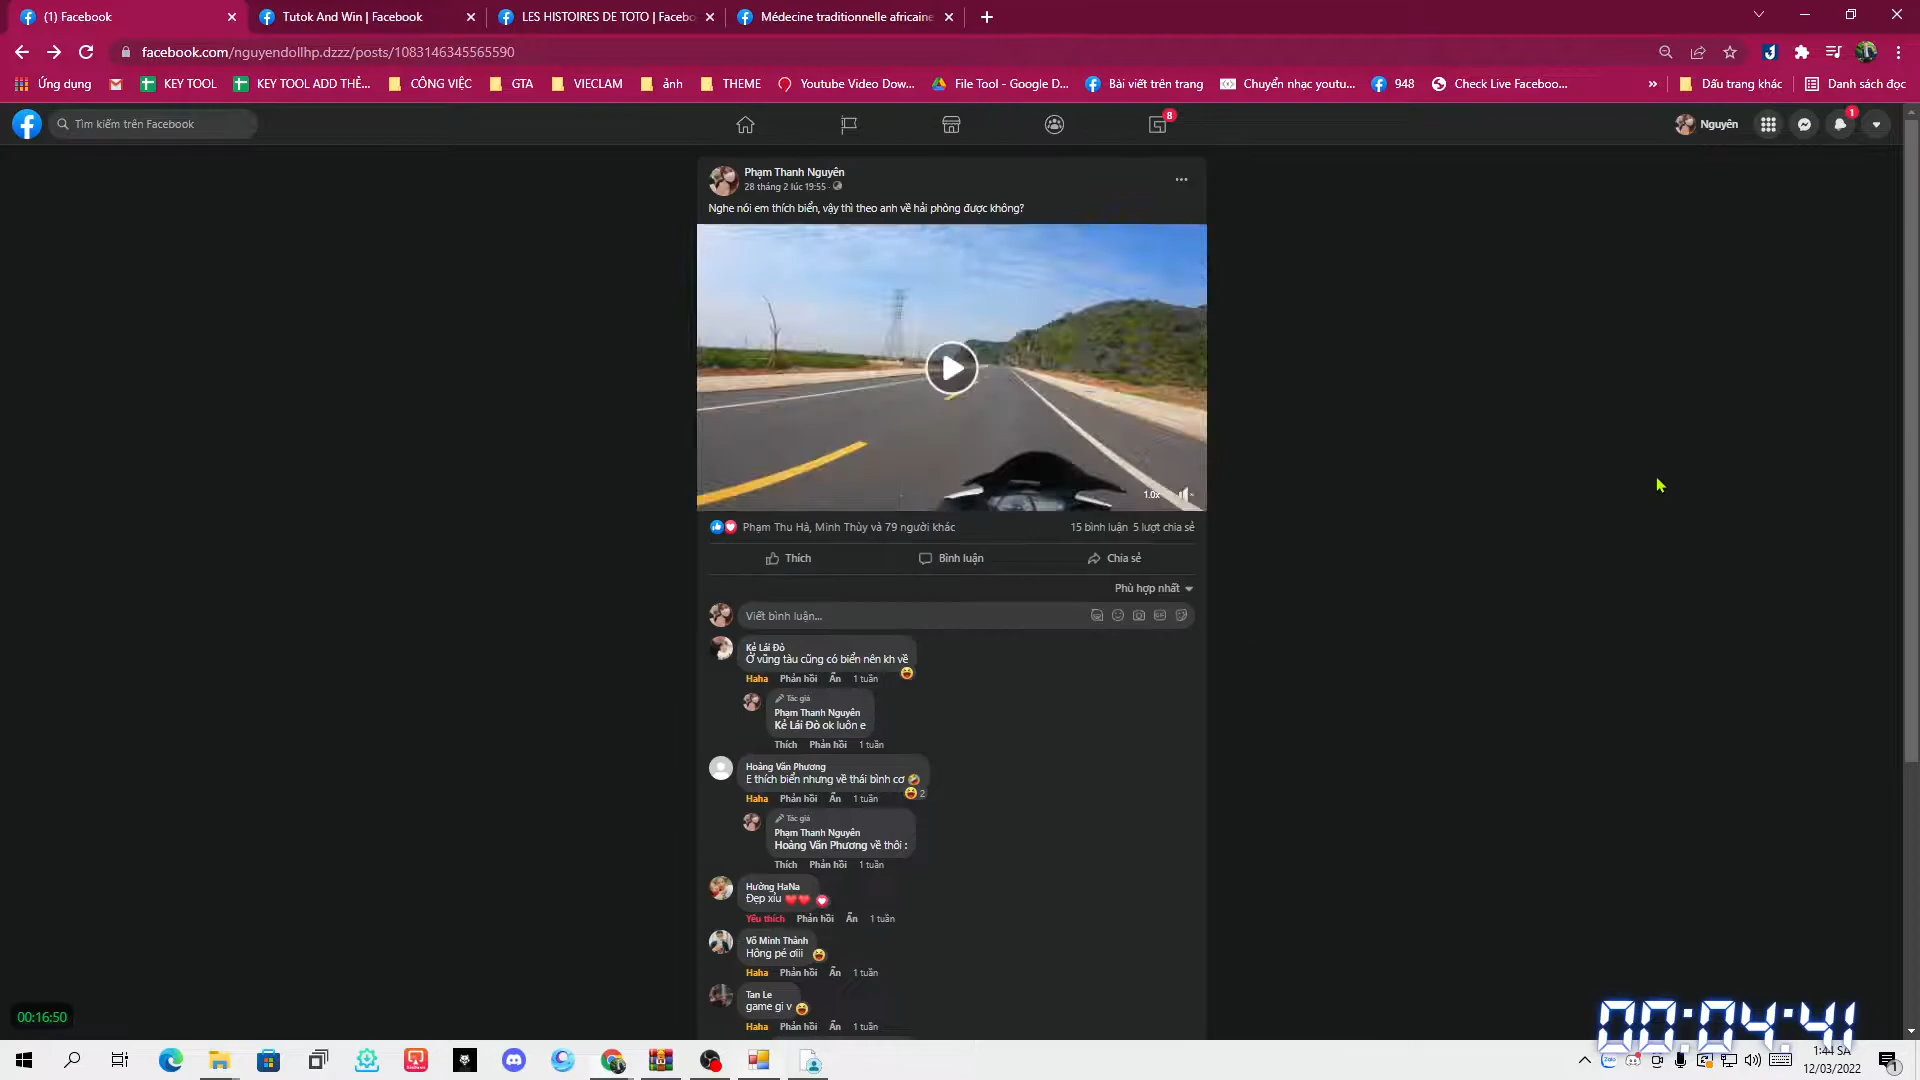 (1) Facebook
Tutok And Win | Facebook
LES HISTOIRES DE TOTO | Facebo
Médecine traditionnelle africaine
facebook.com/nguyendollhp.dzzz/posts/1083146345565590
Ứng dụng
KEY TOOL
KEY TOOL ADD THẺ...
CÔNG VIỆC
GTA
VIECLAM
ảnh
THEME
Youtube Video Dow...
File Tool - Google D...
Bài viết trên trang
Chuyển nhạc youtu...
948
Check Live Faceboo...
»
Dấu trang khác
Danh sách đọc
Tìm kiếm trên Facebook
8
Nguyên
1
Phạm Thanh Nguyên
28 tháng 2 lúc 19:55 ·
Nghe nói em thích biển, vậy thì theo anh về hải phòng được không?
1.0x
Phạm Thu Hà, Minh Thùy và 79 người khác
15 bình luận 5 lượt chia sẻ
Thích
Bình luận
Chia sẻ
Phù hợp nhất
Viết bình luận...
GIF
Kẻ Lái Đò
Ở vũng tàu cũng có biển nên kh về
Haha Phản hồi Ẩn 1 tuần
Tác giả
Phạm Thanh Nguyên
Kẻ Lái Đò ok luôn e
Thích Phản hồi 1 tuần
Hoàng Văn Phương
E thích biển nhưng về thái bình cơ
2
Haha Phản hồi Ẩn 1 tuần
Tác giả
Phạm Thanh Nguyên
Hoàng Văn Phương về thôi :
Thích Phản hồi 1 tuần
Hường HaNa
Đẹp xỉu
Yêu thích Phản hồi Ẩn 1 tuần
Võ Minh Thành
Hông pé ơiii
Haha Phản hồi Ẩn 1 tuần
Tan Le
game gi v
Haha Phản hồi Ẩn 1 tuần
00:16:50
00:04:41
Zalo
1:44 SA
12/03/2022
1